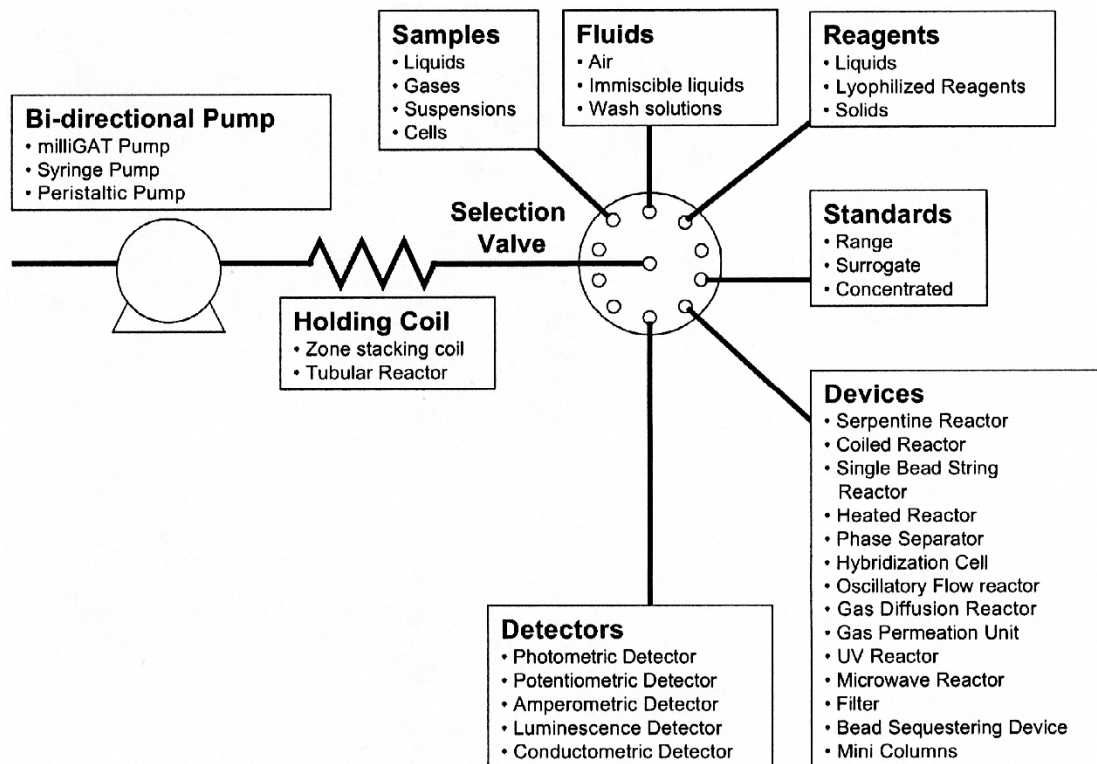 Samples
• Liquids
• Gases
• Suspensions
• Cells
Fluids
• Air
• Immiscible liquids
• Wash solutions
Reagents
• Liquids
• Lyophilized Reagents
• Solids
Bi-directional Pump
• milliGAT Pump
• Syringe Pump
• Peristaltic Pump
Selection
Valve
Standards
• Range
• Surrogate
• Concentrated
Holding Coil
• Zone stacking coil
• Tubular Reactor
Devices
• Serpentine Reactor
• Coiled Reactor
• Single Bead String
Reactor
• Heated Reactor
• Phase Separator
• Hybridization Cell
• Oscillatory Flow reactor
• Gas Diffusion Reactor
• Gas Permeation Unit
• UV Reactor
• Microwave Reactor
• Filter
• Bead Sequestering Device
• Mini Columns
Detectors
• Photometric Detector
• Potentiometric Detector
• Amperometric Detector
• Luminescence Detector
• Conductometric Detector